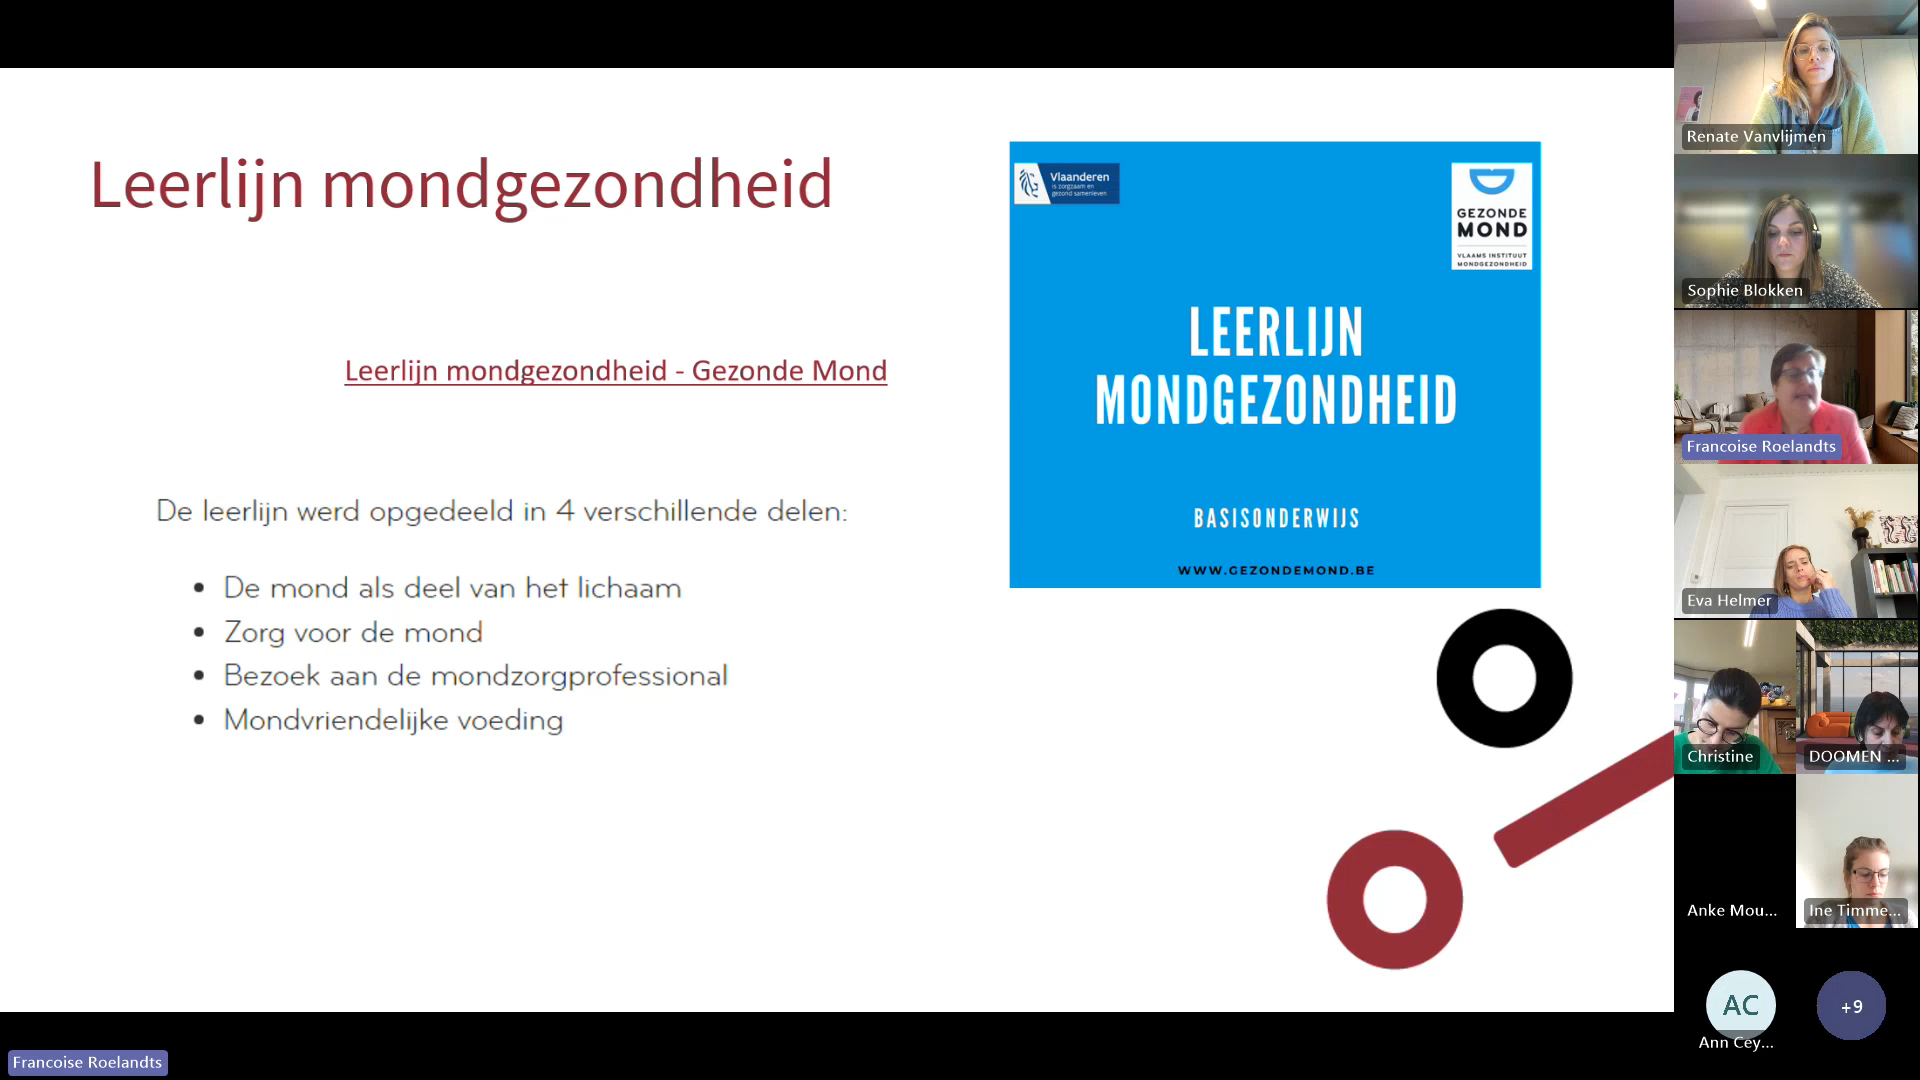 Leerlijn mondgezondheid
Leerlijn mondgezondheid - Gezonde Mond
De leerlijn werd opgedeeld in 4 verschillende delen:
• De mond als deel van het lichaam
• Zorg voor de mond
• Bezoek aan de mondzorgprofessional
• Mondvriendelijke voeding
Vlaanderen
is zorgzaam en
gezond samenleven
GEZONDE
MOND
VLAAMS INSTITUUT
MONDGEZONDHEID
LEERLIJN
MONDGEZONDHEID
BASISONDERWIJS
WWW.GEZONDEMOND.BE
Renate Vanvlijmen
Sophie Blokken
Francoise Roelandts
Eva Helmer
Christine
DOOMEN ...
Anke Mou...
Ine Timme...
AC
+9
Ann Cey...
Francoise Roelandts